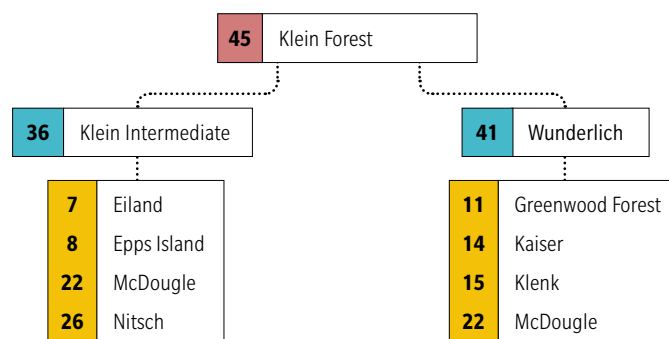 45 Klein Forest
36 Klein Intermediate
41 Wunderlich
7 Eiland
8 Epps Island
22 McDougle
26 Nitsch
11 Greenwood Forest
14 Kaiser
15 Klenk
22 McDougle